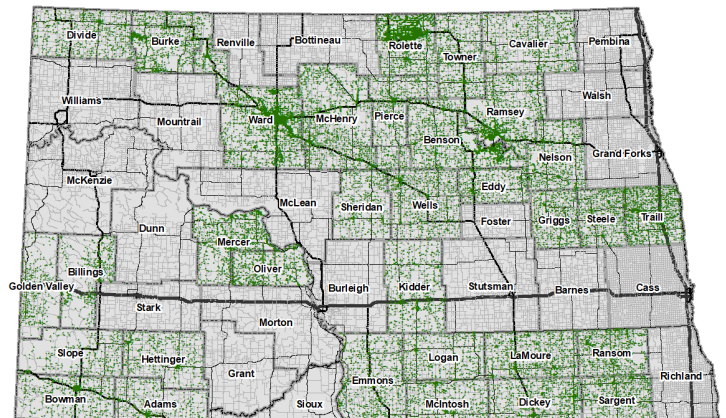 Divide
Burke
Renville
Bottineau
Rolette
Towner
Cavalier
Pembina
Williams
Mountrail
Ward
McHenry
Pierce
Benson
Ramsey
Walsh
Nelson
Grand Forks
McKenzie
Dunn
McLean
Sheridan
Wells
Eddy
Foster
Griggs
Steele
Traill
Mercer
Oliver
Billings
Golden Valley
Stark
Morton
Burleigh
Kidder
Stutsman
Barnes
Cass
Slope
Hettinger
Grant
Emmons
Logan
LaMoure
Ransom
Richland
Bowman
Adams
Sioux
McIntosh
Dickey
Sargent